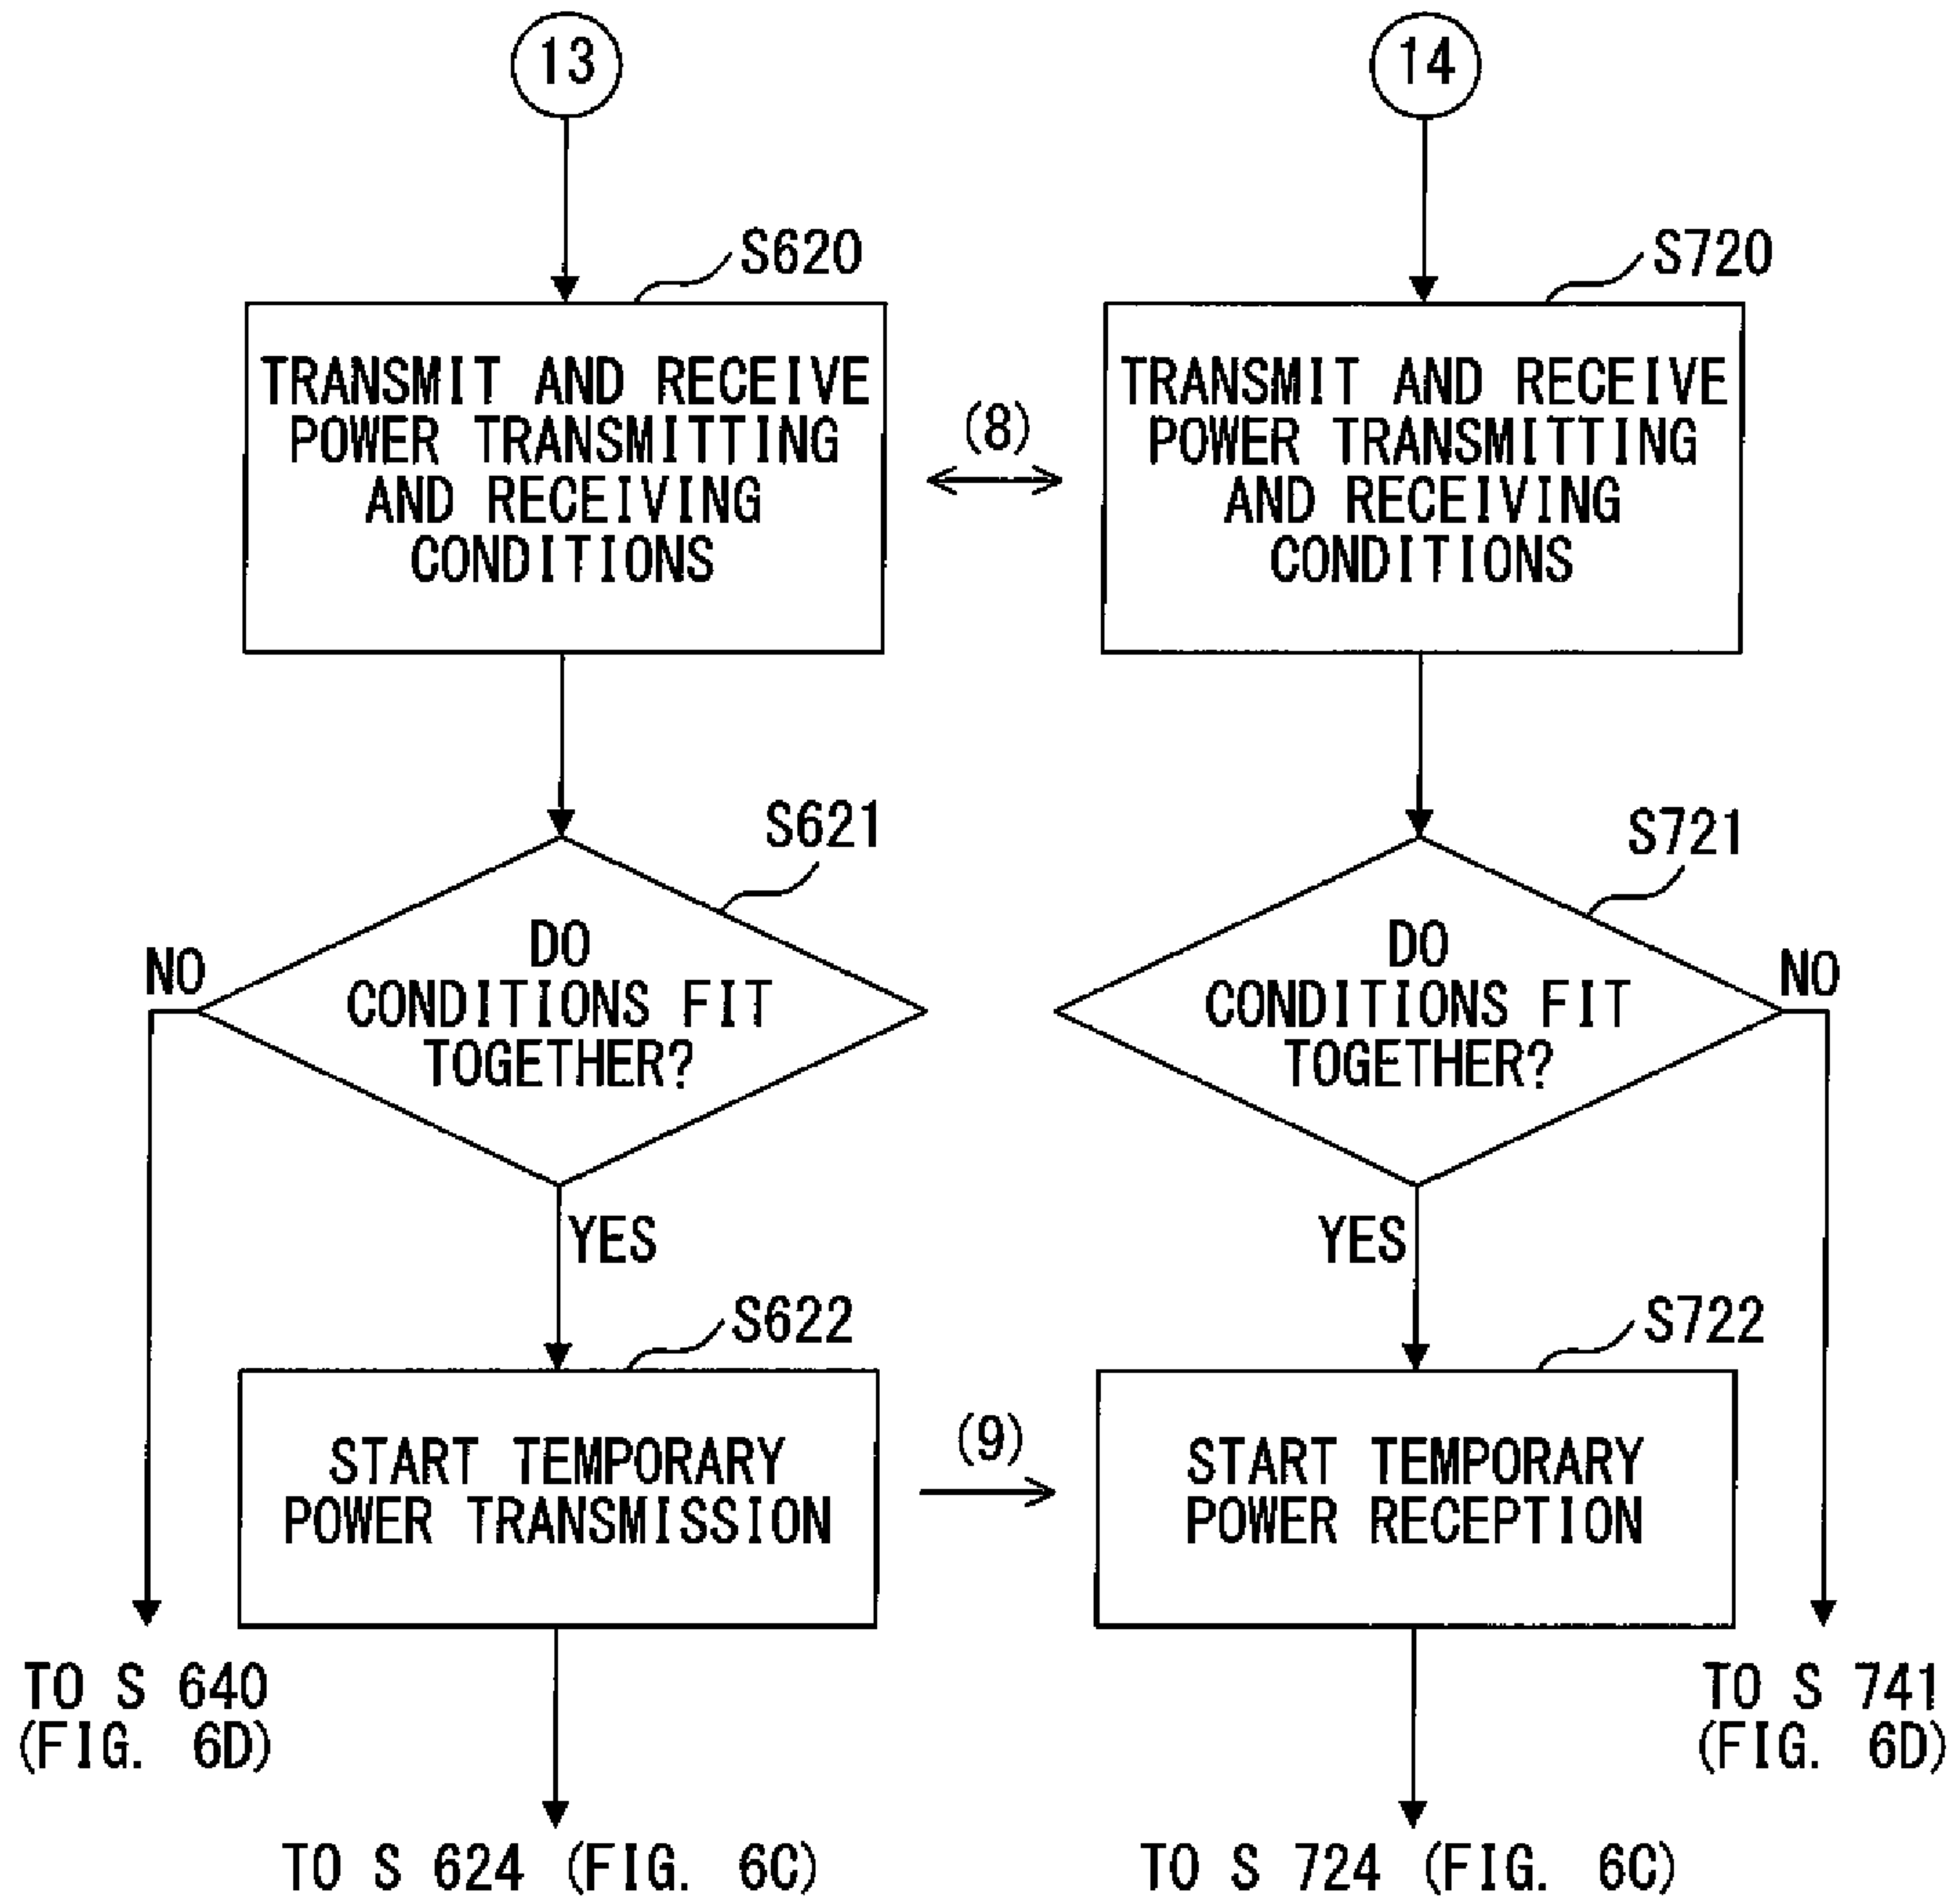 13
14
S620
S720
TRANSMIT AND RECEIVE
POWER TRANSMITTING
AND RECEIVING
CONDITIONS
(8)
TRANSMIT AND RECEIVE
POWER TRANSMITTING
AND RECEIVING
CONDITIONS
S621
S721
NO
DO
CONDITIONS FIT
TOGETHER?
DO
CONDITIONS FIT
TOGETHER?
NO
YES
YES
S622
S722
START TEMPORARY
POWER TRANSMISSION
(9)
START TEMPORARY
POWER RECEPTION
TO S 640
(FIG. 6D)
TO S 741
(FIG. 6D)
TO S 624 (FIG. 6C)
TO S 724 (FIG. 6C)